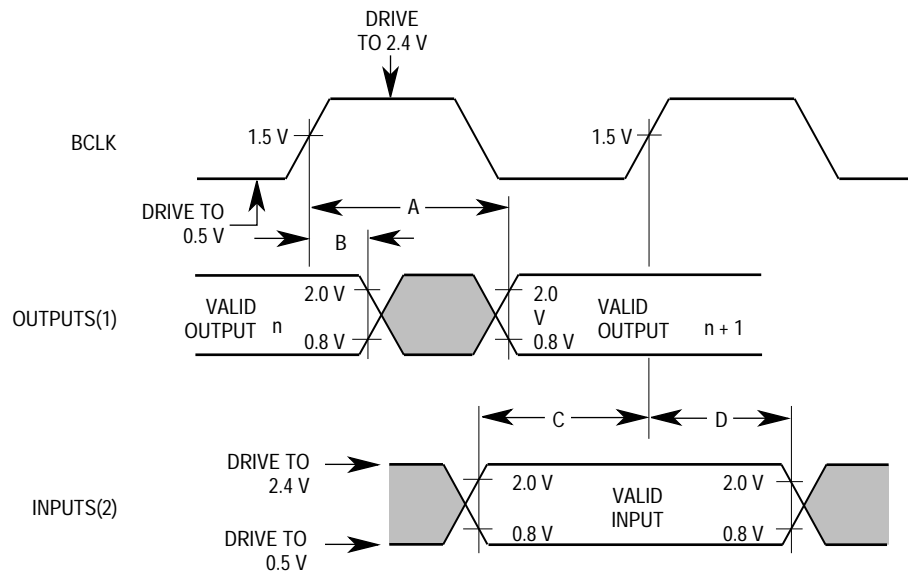 DRIVE
TO 2.4 V
BCLK
1.5 V
1.5 V
DRIVE TO
0.5 V
A
B
OUTPUTS(1)
VALID
OUTPUT n
2.0 V
0.8 V
2.0
V
0.8 V
VALID
OUTPUT n + 1
C
D
INPUTS(2)
DRIVE TO
2.4 V
DRIVE TO
0.5 V
2.0 V
0.8 V
VALID
INPUT
2.0 V
0.8 V